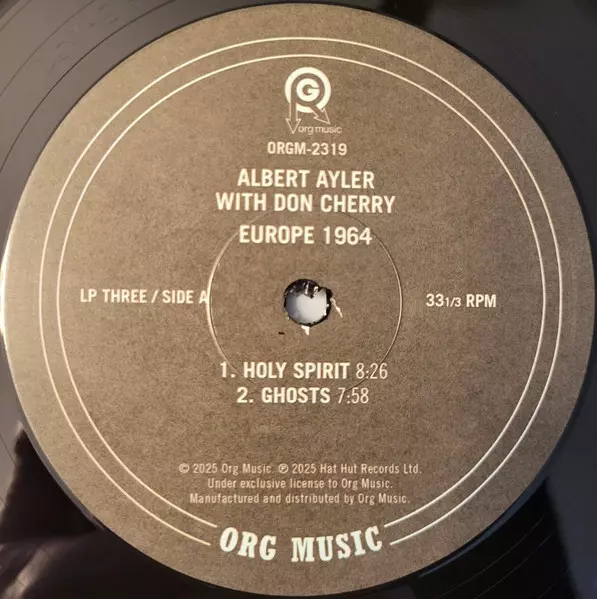 G
org music
ORGM-2319
ALBERT AYLER
WITH DON CHERRY
EUROPE 1964
LP THREE / SIDE A
33 1/3 RPM
1. HOLY SPIRIT 8:26
2. GHOSTS 7:58
© 2025 Org Music. ℗ 2025 Hat Hut Records Ltd.
Under exclusive license to Org Music.
Manufactured and distributed by Org Music.
ORG MUSIC